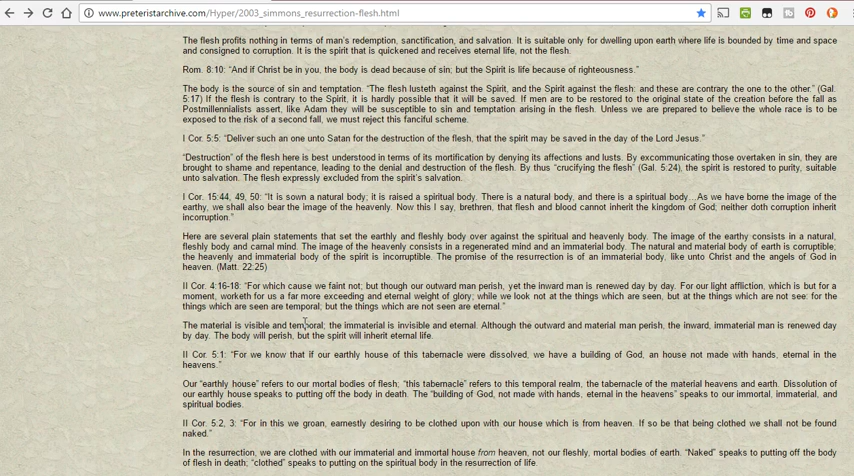 www.preteristarchive.com/Hyper/2003_simmons_resurrection-flesh.html
The flesh profits nothing in terms of man's redemption, sanctification, and salvation. It is suitable only for dwelling upon earth where life is bounded by time and space
and consigned to corruption. It is the spirit that is quickened and receives eternal life, not the flesh.
Rom. 8:10: “And if Christ be in you, the body is dead because of sin; but the Spirit is life because of righteousness.”
The body is the source of sin and temptation. “The flesh lusteth against the Spirit, and the Spirit against the flesh: and these are contrary the one to the other.” (Gal.
5:17) If the flesh is contrary to the Spirit, it is hardly possible that it will be saved. If men are to be restored to the original state of the creation before the fall as
Postmillennialists assert, like Adam they will be susceptible to sin and temptation arising in the flesh. Unless we are prepared to believe the whole race is to be
exposed to the risk of a second fall, we must reject this fanciful scheme.
I Cor. 5:5: “Deliver such an one unto Satan for the destruction of the flesh, that the spirit may be saved in the day of the Lord Jesus.”
“Destruction” of the flesh here is best understood in terms of its mortification by denying its affections and lusts. By excommunicating those overtaken in sin, they are
brought to shame and repentance, leading to the denial and destruction of the flesh. By thus “crucifying the flesh” (Gal. 5:24), the spirit is restored to purity, suitable
unto salvation. The flesh expressly excluded from the spirit's salvation.
I Cor. 15:44, 49, 50: “It is sown a natural body; it is raised a spiritual body. There is a natural body, and there is a spiritual body…As we have borne the image of the
earthy, we shall also bear the image of the heavenly. Now this I say, brethren, that flesh and blood cannot inherit the kingdom of God; neither doth corruption inherit
incorruption.”
Here are several plain statements that set the earthly and fleshly body over against the spiritual and heavenly body. The image of the earthy consists in a natural,
fleshly body and carnal mind. The image of the heavenly consists in a regenerated mind and an immaterial body. The natural and material body of earth is corruptible;
the heavenly and immaterial body of the spirit is incorruptible. The promise of the resurrection is of an immaterial body, like unto Christ and the angels of God in
heaven. (Matt. 22:25)
II Cor. 4:16-18: “For which cause we faint not; but though our outward man perish, yet the inward man is renewed day by day. For our light affliction, which is but for a
moment, worketh for us a far more exceeding and eternal weight of glory; while we look not at the things which are seen, but at the things which are not see: for the
things which are seen are temporal; but the things which are not seen are eternal.”
The material is visible and temporal; the immaterial is invisible and eternal. Although the outward and material man perish, the inward, immaterial man is renewed day
by day. The body will perish, but the spirit will inherit eternal life.
II Cor. 5:1: “For we know that if our earthly house of this tabernacle were dissolved, we have a building of God, an house not made with hands, eternal in the
heavens.”
Our “earthly house” refers to our mortal bodies of flesh; “this tabernacle” refers to this temporal realm, the tabernacle of the material heavens and earth. Dissolution of
our earthly house speaks to putting off the body in death. The “building of God, not made with hands, eternal in the heavens” speaks to our immortal, immaterial, and
spiritual bodies.
II Cor. 5:2, 3: “For in this we groan, earnestly desiring to be clothed upon with our house which is from heaven. If so be that being clothed we shall not be found
naked.”
In the resurrection, we are clothed with our immaterial and immortal house from heaven, not our fleshly, mortal bodies of earth. “Naked” speaks to putting off the body
of flesh in death; “clothed” speaks to putting on the spiritual body in the resurrection of life.